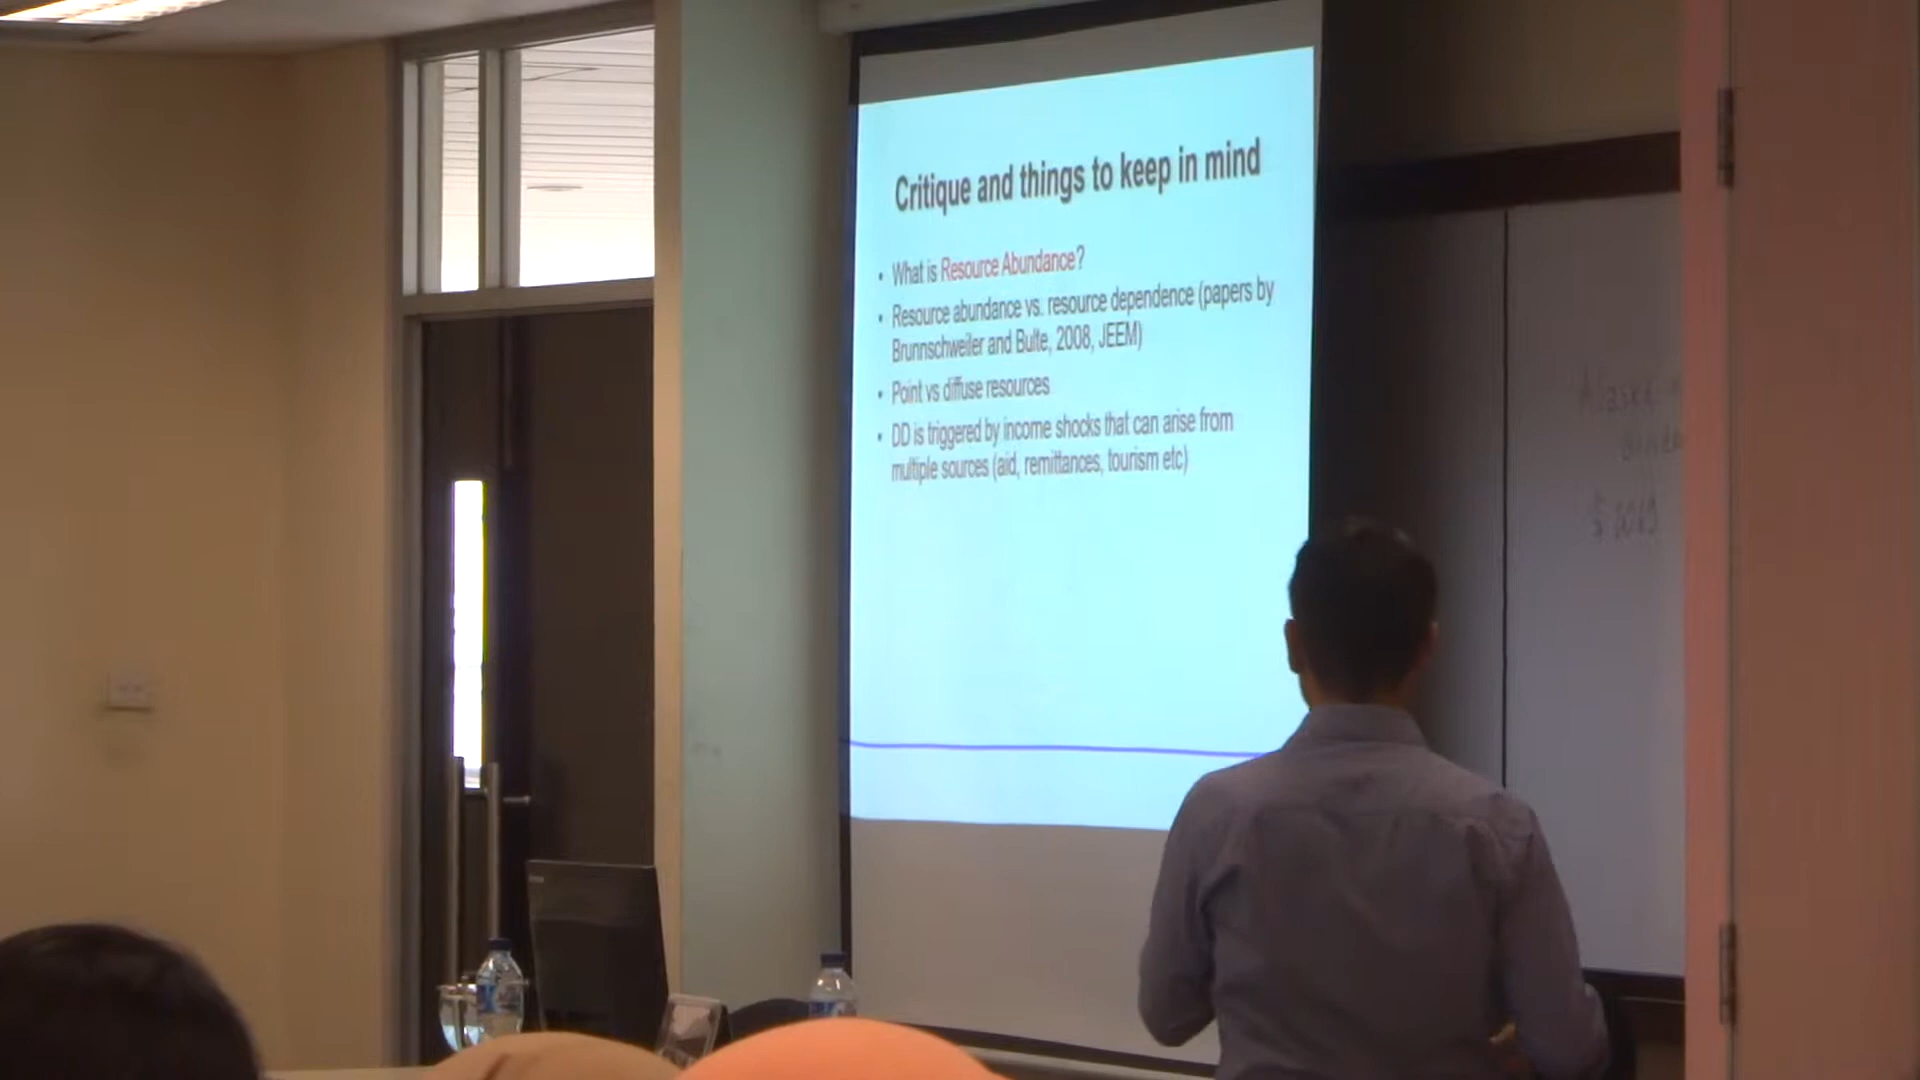 Critique and things to keep in mind
• What is Resource Abundance?
• Resource abundance vs. resource dependence (papers by
Brunnschweiler and Bulte, 2008, JEEM)
• Point vs diffuse resources
• DD is triggered by income shocks that can arise from
multiple sources (aid, remittances, tourism etc)